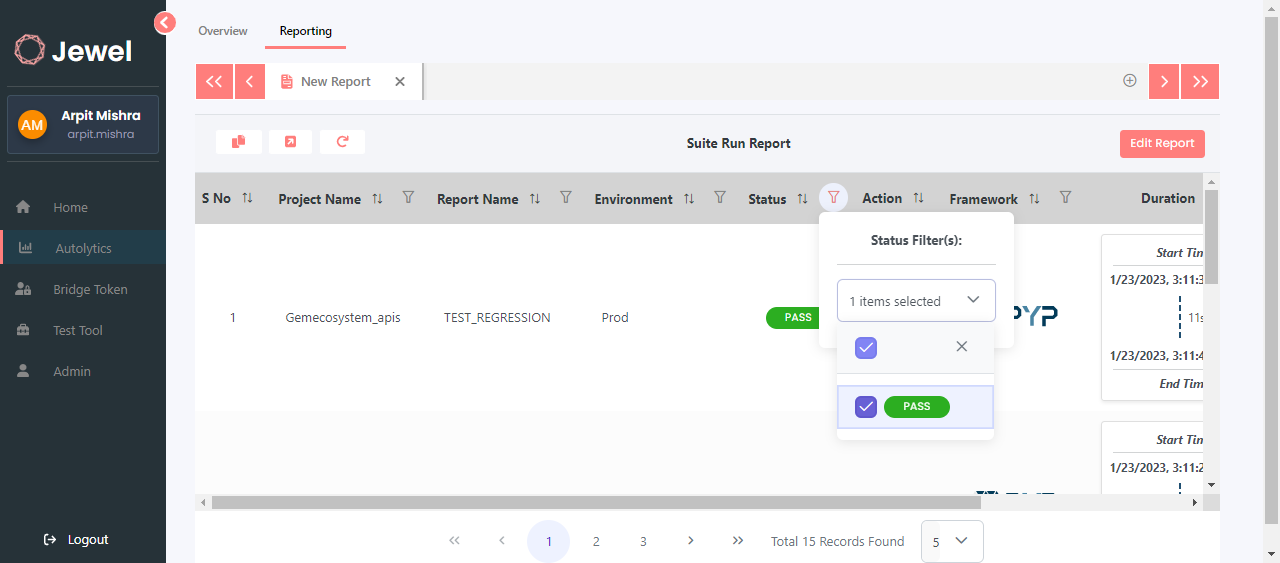 Jewel
AM
Arpit Mishra
arpit.mishra
Home
Autolytics
Bridge Token
Test Tool
Admin
Logout
Overview
Reporting
New Report
Suite Run Report
Edit Report
S No
Project Name
Report Name
Environment
Status
Action
Framework
Duration
Status Filter(s):
1 items selected
PASS
1
Gemecosystem_apis
TEST_REGRESSION
Prod
PASS
PYP
Start Tim
1/23/2023, 3:11:3
11s
1/23/2023, 3:11:4
End Tim
Start Tim
1/23/2023, 3:11:2
1
2
3
Total 15 Records Found
5